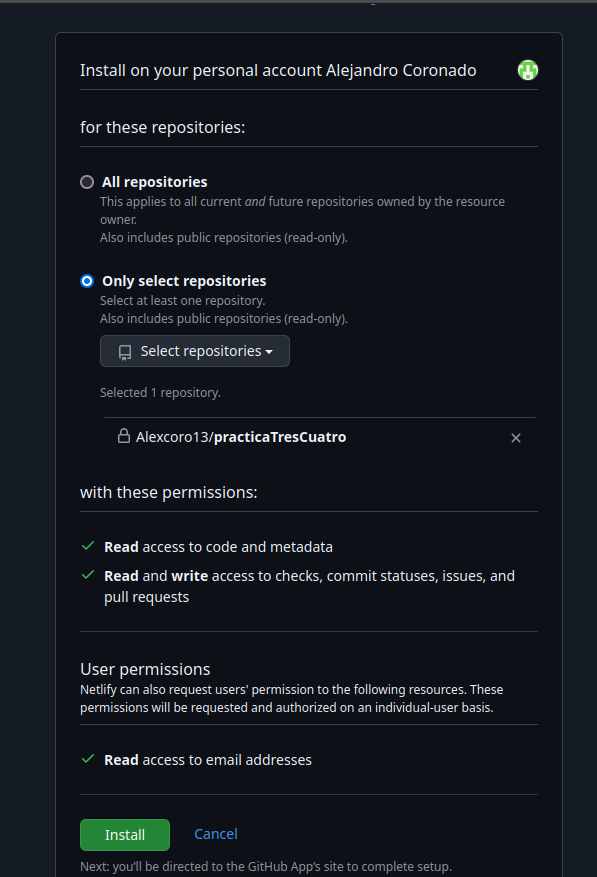 Install on your personal account Alejandro Coronado
for these repositories:
All repositories
This applies to all current and future repositories owned by the resource
owner.
Also includes public repositories (read-only).
Only select repositories
Select at least one repository.
Also includes public repositories (read-only).
Select repositories
Selected 1 repository.
Alexcoro13/practicaTresCuatro
with these permissions:
Read access to code and metadata
Read and write access to checks, commit statuses, issues, and
pull requests
User permissions
Netlify can also request users' permission to the following resources. These
permissions will be requested and authorized on an individual-user basis.
Read access to email addresses
Install Cancel
Next: you'll be directed to the GitHub App's site to complete setup.